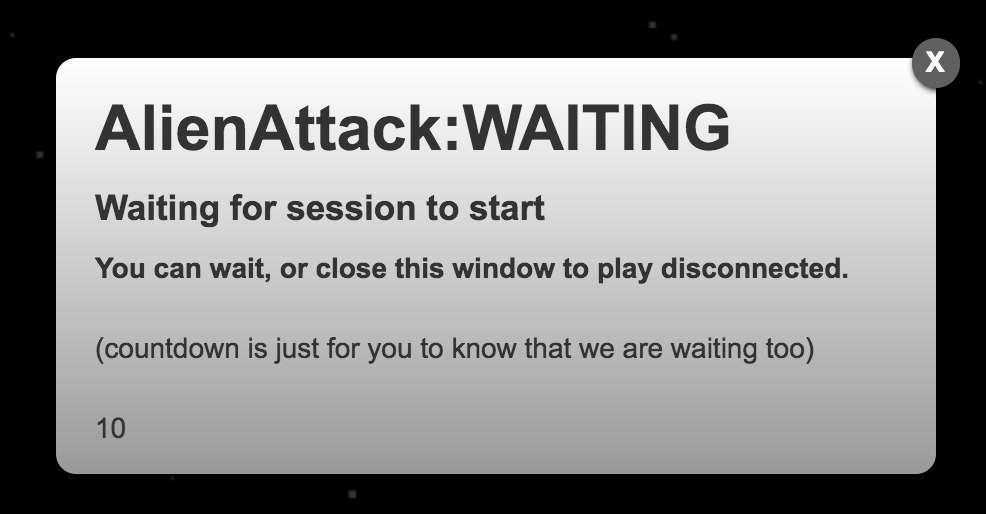 X
AlienAttack:WAITING
Waiting for session to start
You can wait, or close this window to play disconnected.
(countdown is just for you to know that we are waiting too)
10